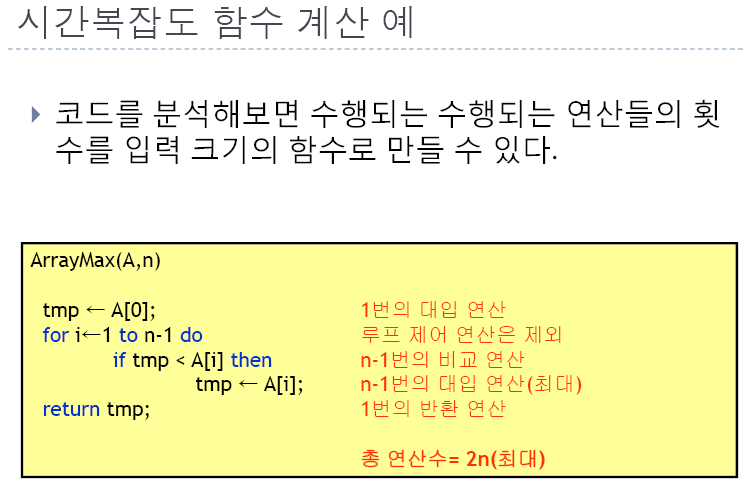 시간복잡도 함수 계산 예
코드를 분석해보면 수행되는 수행되는 연산들의 횟
수를 입력 크기의 함수로 만들 수 있다.
ArrayMax(A,n)
tmp ← A[0]; 1번의 대입 연산
for i←1 to n-1 do 루프 제어 연산은 제외
if tmp < A[i] then n-1번의 비교 연산
tmp ← A[i]; n-1번의 대입 연산(최대)
return tmp; 1번의 반환 연산
총 연산수= 2n(최대)